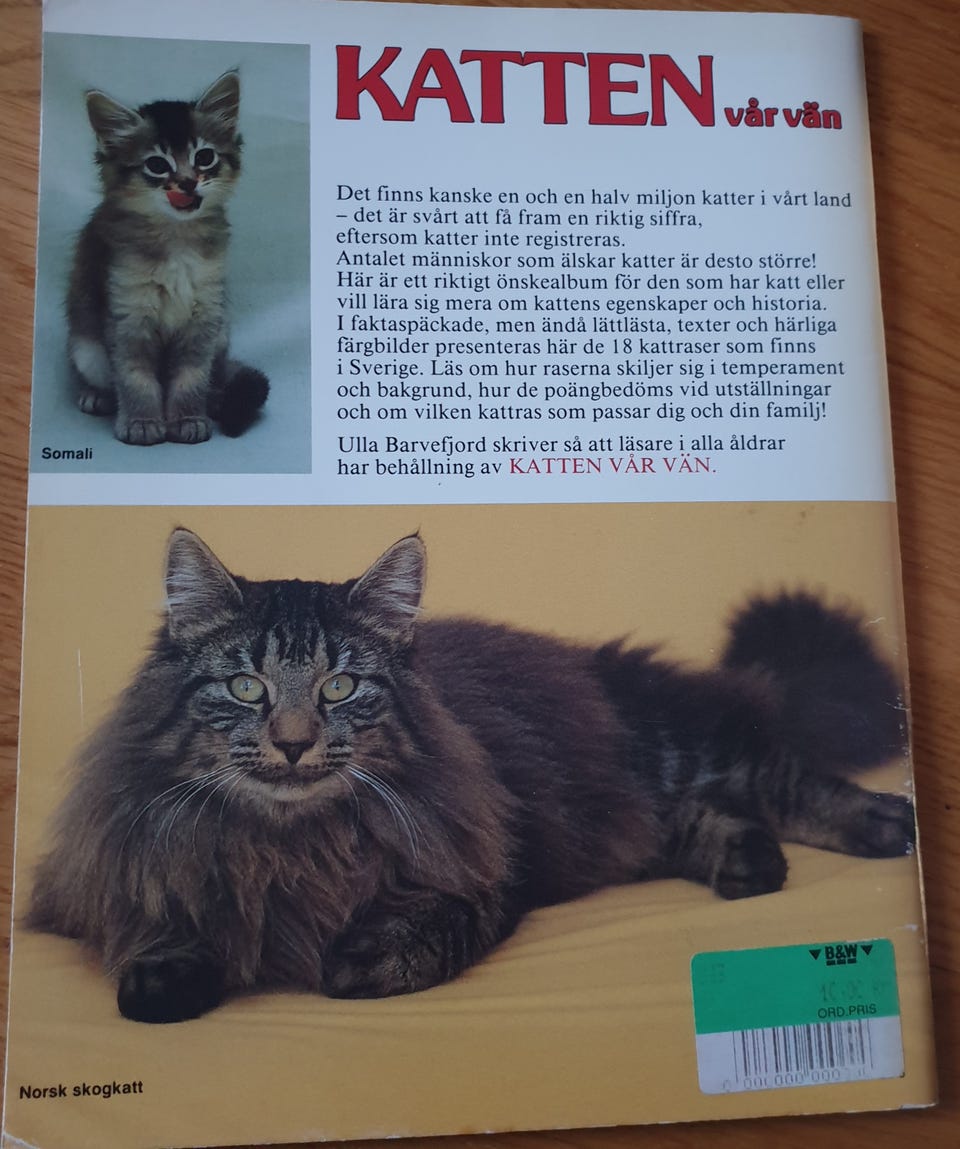 KATTEN vår vän
Det finns kanske en och en halv miljon katter i vårt land
– det är svårt att få fram en riktig siffra,
eftersom katter inte registreras.
Antalet människor som älskar katter är desto större!
Här är ett riktigt önskealbum för den som har katt eller
vill lära sig mera om kattens egenskaper och historia.
I faktaspäckade, men ändå lättlästa, texter och härliga
färgbilder presenteras här de 18 kattraser som finns
i Sverige. Läs om hur raserna skiljer sig i temperament
och bakgrund, hur de poängbedöms vid utställningar
och om vilken kattras som passar dig och din familj!
Ulla Barvefjord skriver så att läsare i alla åldrar
har behållning av KATTEN VÅR VÄN.
Somali
B&W
ORD.PRIS
Norsk skogkatt